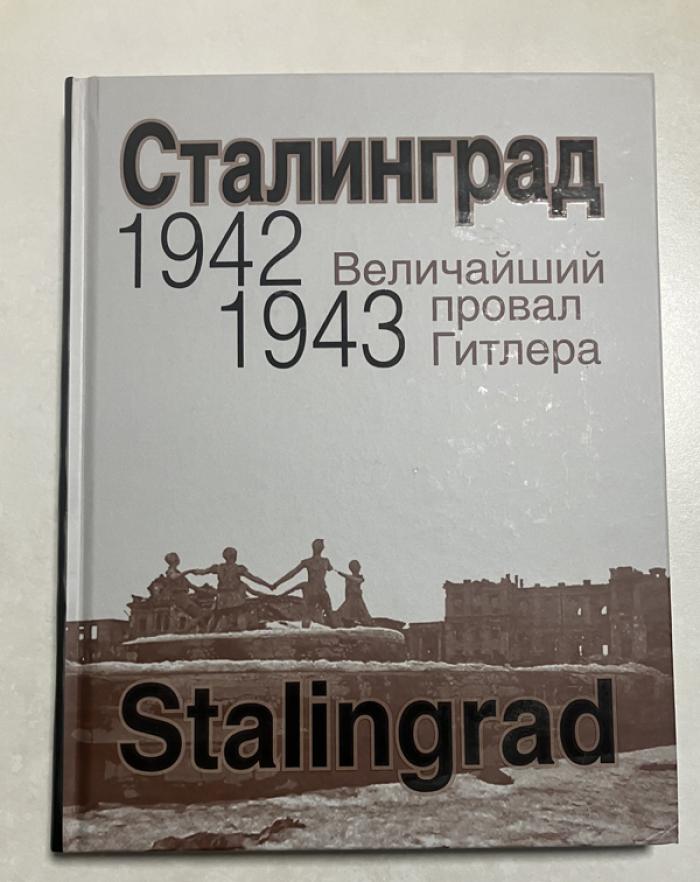 Сталинград
1942
Величайший
1943
провал
Гитлера
Stalingrad